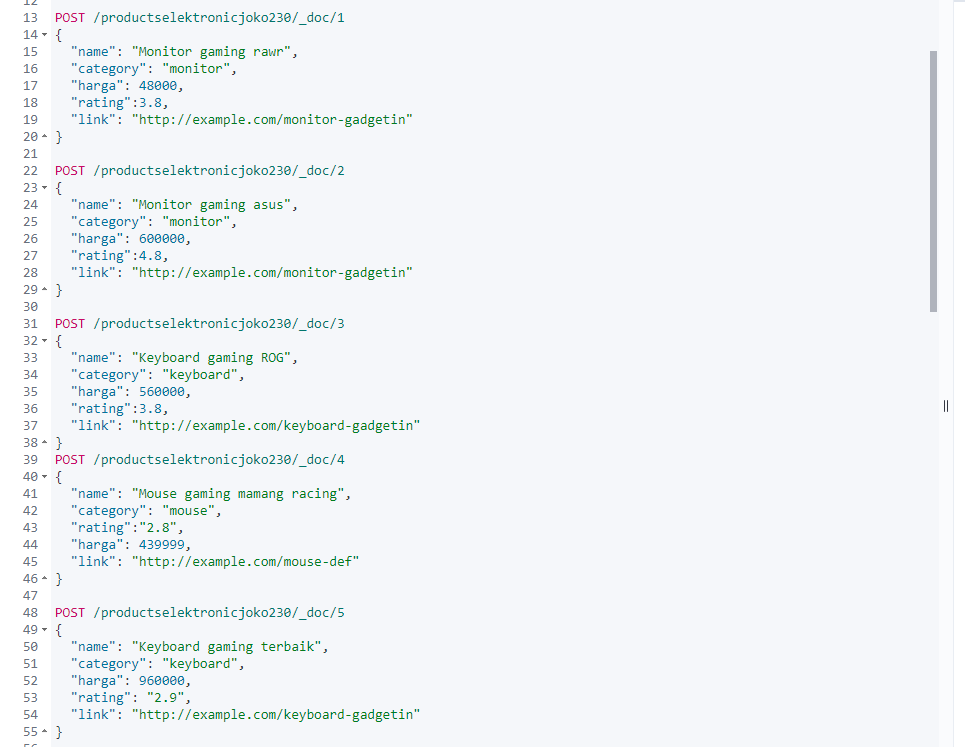 12
13 POST /productselektronicjoko230/_doc/1
14 {
15 "name": "Monitor gaming rawr",
16 "category": "monitor",
17 "harga": 48000,
18 "rating":3.8,
19 "link": "http://example.com/monitor-gadgetin"
20 }
21
22 POST /productselektronicjoko230/_doc/2
23 {
24 "name": "Monitor gaming asus",
25 "category": "monitor",
26 "harga": 600000,
27 "rating":4.8,
28 "link": "http://example.com/monitor-gadgetin"
29 }
30
31 POST /productselektronicjoko230/_doc/3
32 {
33 "name": "Keyboard gaming ROG",
34 "category": "keyboard",
35 "harga": 560000,
36 "rating":3.8,
37 "link": "http://example.com/keyboard-gadgetin"
38 }
39 POST /productselektronicjoko230/_doc/4
40 {
41 "name": "Mouse gaming mamang racing",
42 "category": "mouse",
43 "rating":"2.8",
44 "harga": 439999,
45 "link": "http://example.com/mouse-def"
46 }
47
48 POST /productselektronicjoko230/_doc/5
49 {
50 "name": "Keyboard gaming terbaik",
51 "category": "keyboard",
52 "harga": 960000,
53 "rating": "2.9",
54 "link": "http://example.com/keyboard-gadgetin"
55 }
56